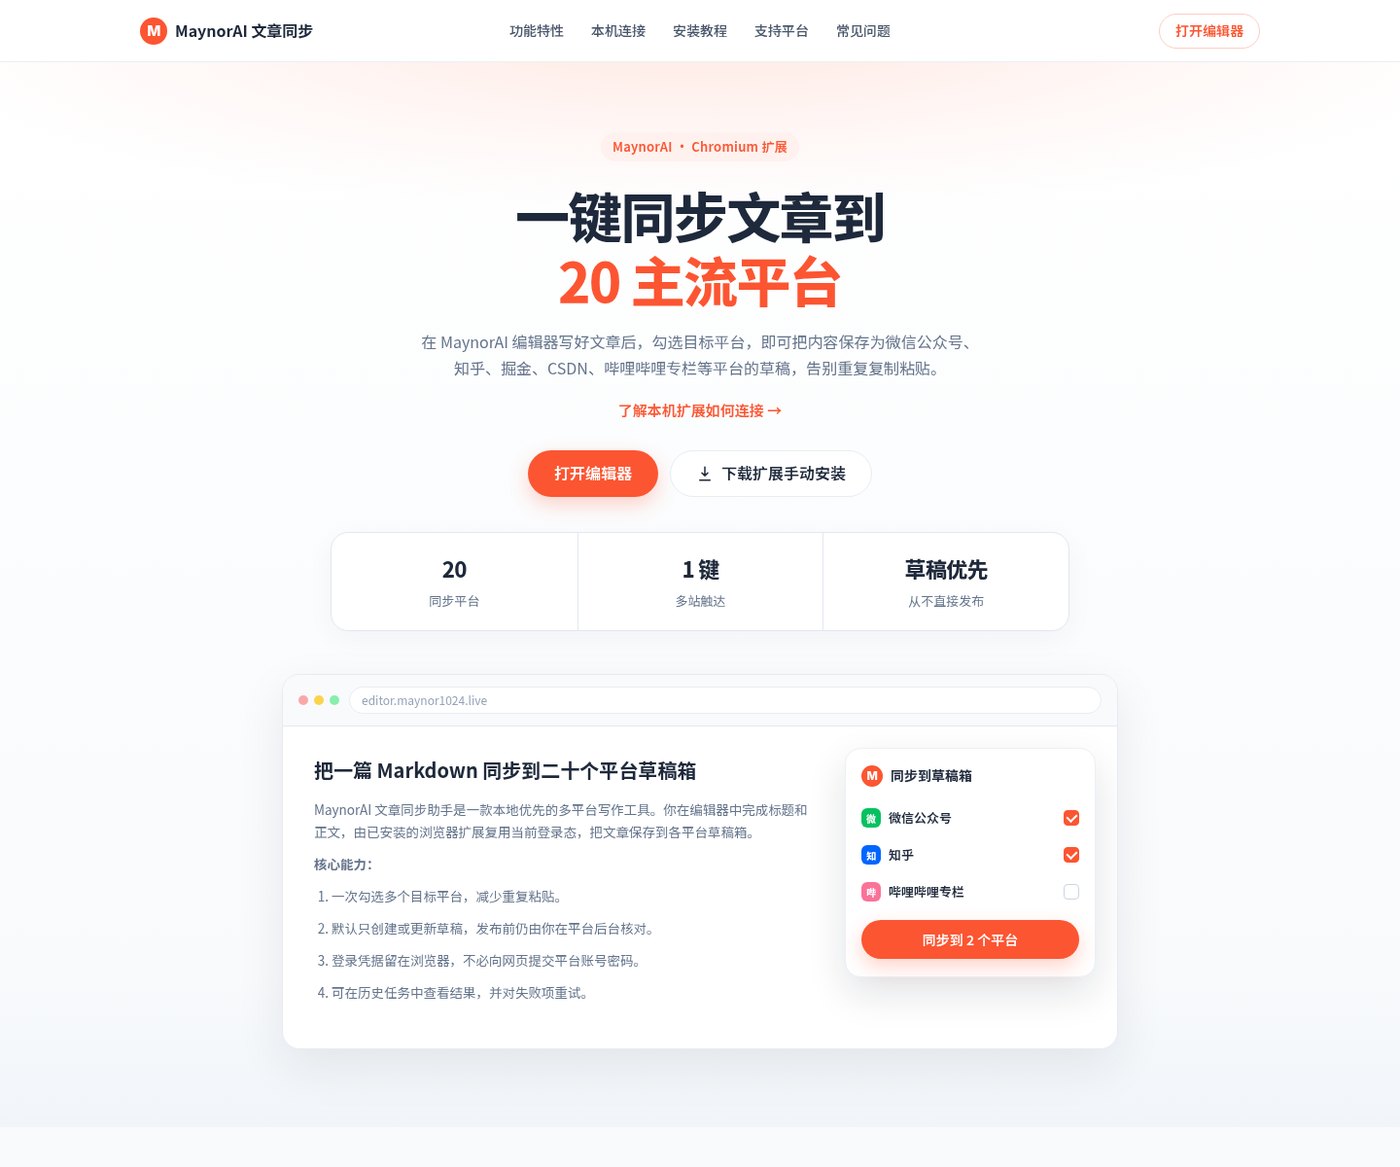 M MaynorAI 文章同步
功能特性 本机连接 安装教程 支持平台 常见问题
打开编辑器
MaynorAI · Chromium 扩展
一键同步文章到
20 主流平台
在 MaynorAI 编辑器写好文章后，勾选目标平台，即可把内容保存为微信公众号、
知乎、掘金、CSDN、哔哩哔哩专栏等平台的草稿，告别重复复制粘贴。
了解本机扩展如何连接 →
打开编辑器
下载扩展手动安装
20
同步平台
1 键
多站触达
草稿优先
从不直接发布
editor.maynor1024.live
把一篇 Markdown 同步到二十个平台草稿箱
MaynorAI 文章同步助手是一款本地优先的多平台写作工具。你在编辑器中完成标题和
正文，由已安装的浏览器扩展复用当前登录态，把文章保存到各平台草稿箱。
核心能力：
1. 一次勾选多个目标平台，减少重复粘贴。
2. 默认只创建或更新草稿，发布前仍由你在平台后台核对。
3. 登录凭据留在浏览器，不必向网页提交平台账号密码。
4. 可在历史任务中查看结果，并对失败项重试。
M 同步到草稿箱
微 微信公众号
知 知乎
哔 哔哩哔哩专栏
同步到 2 个平台